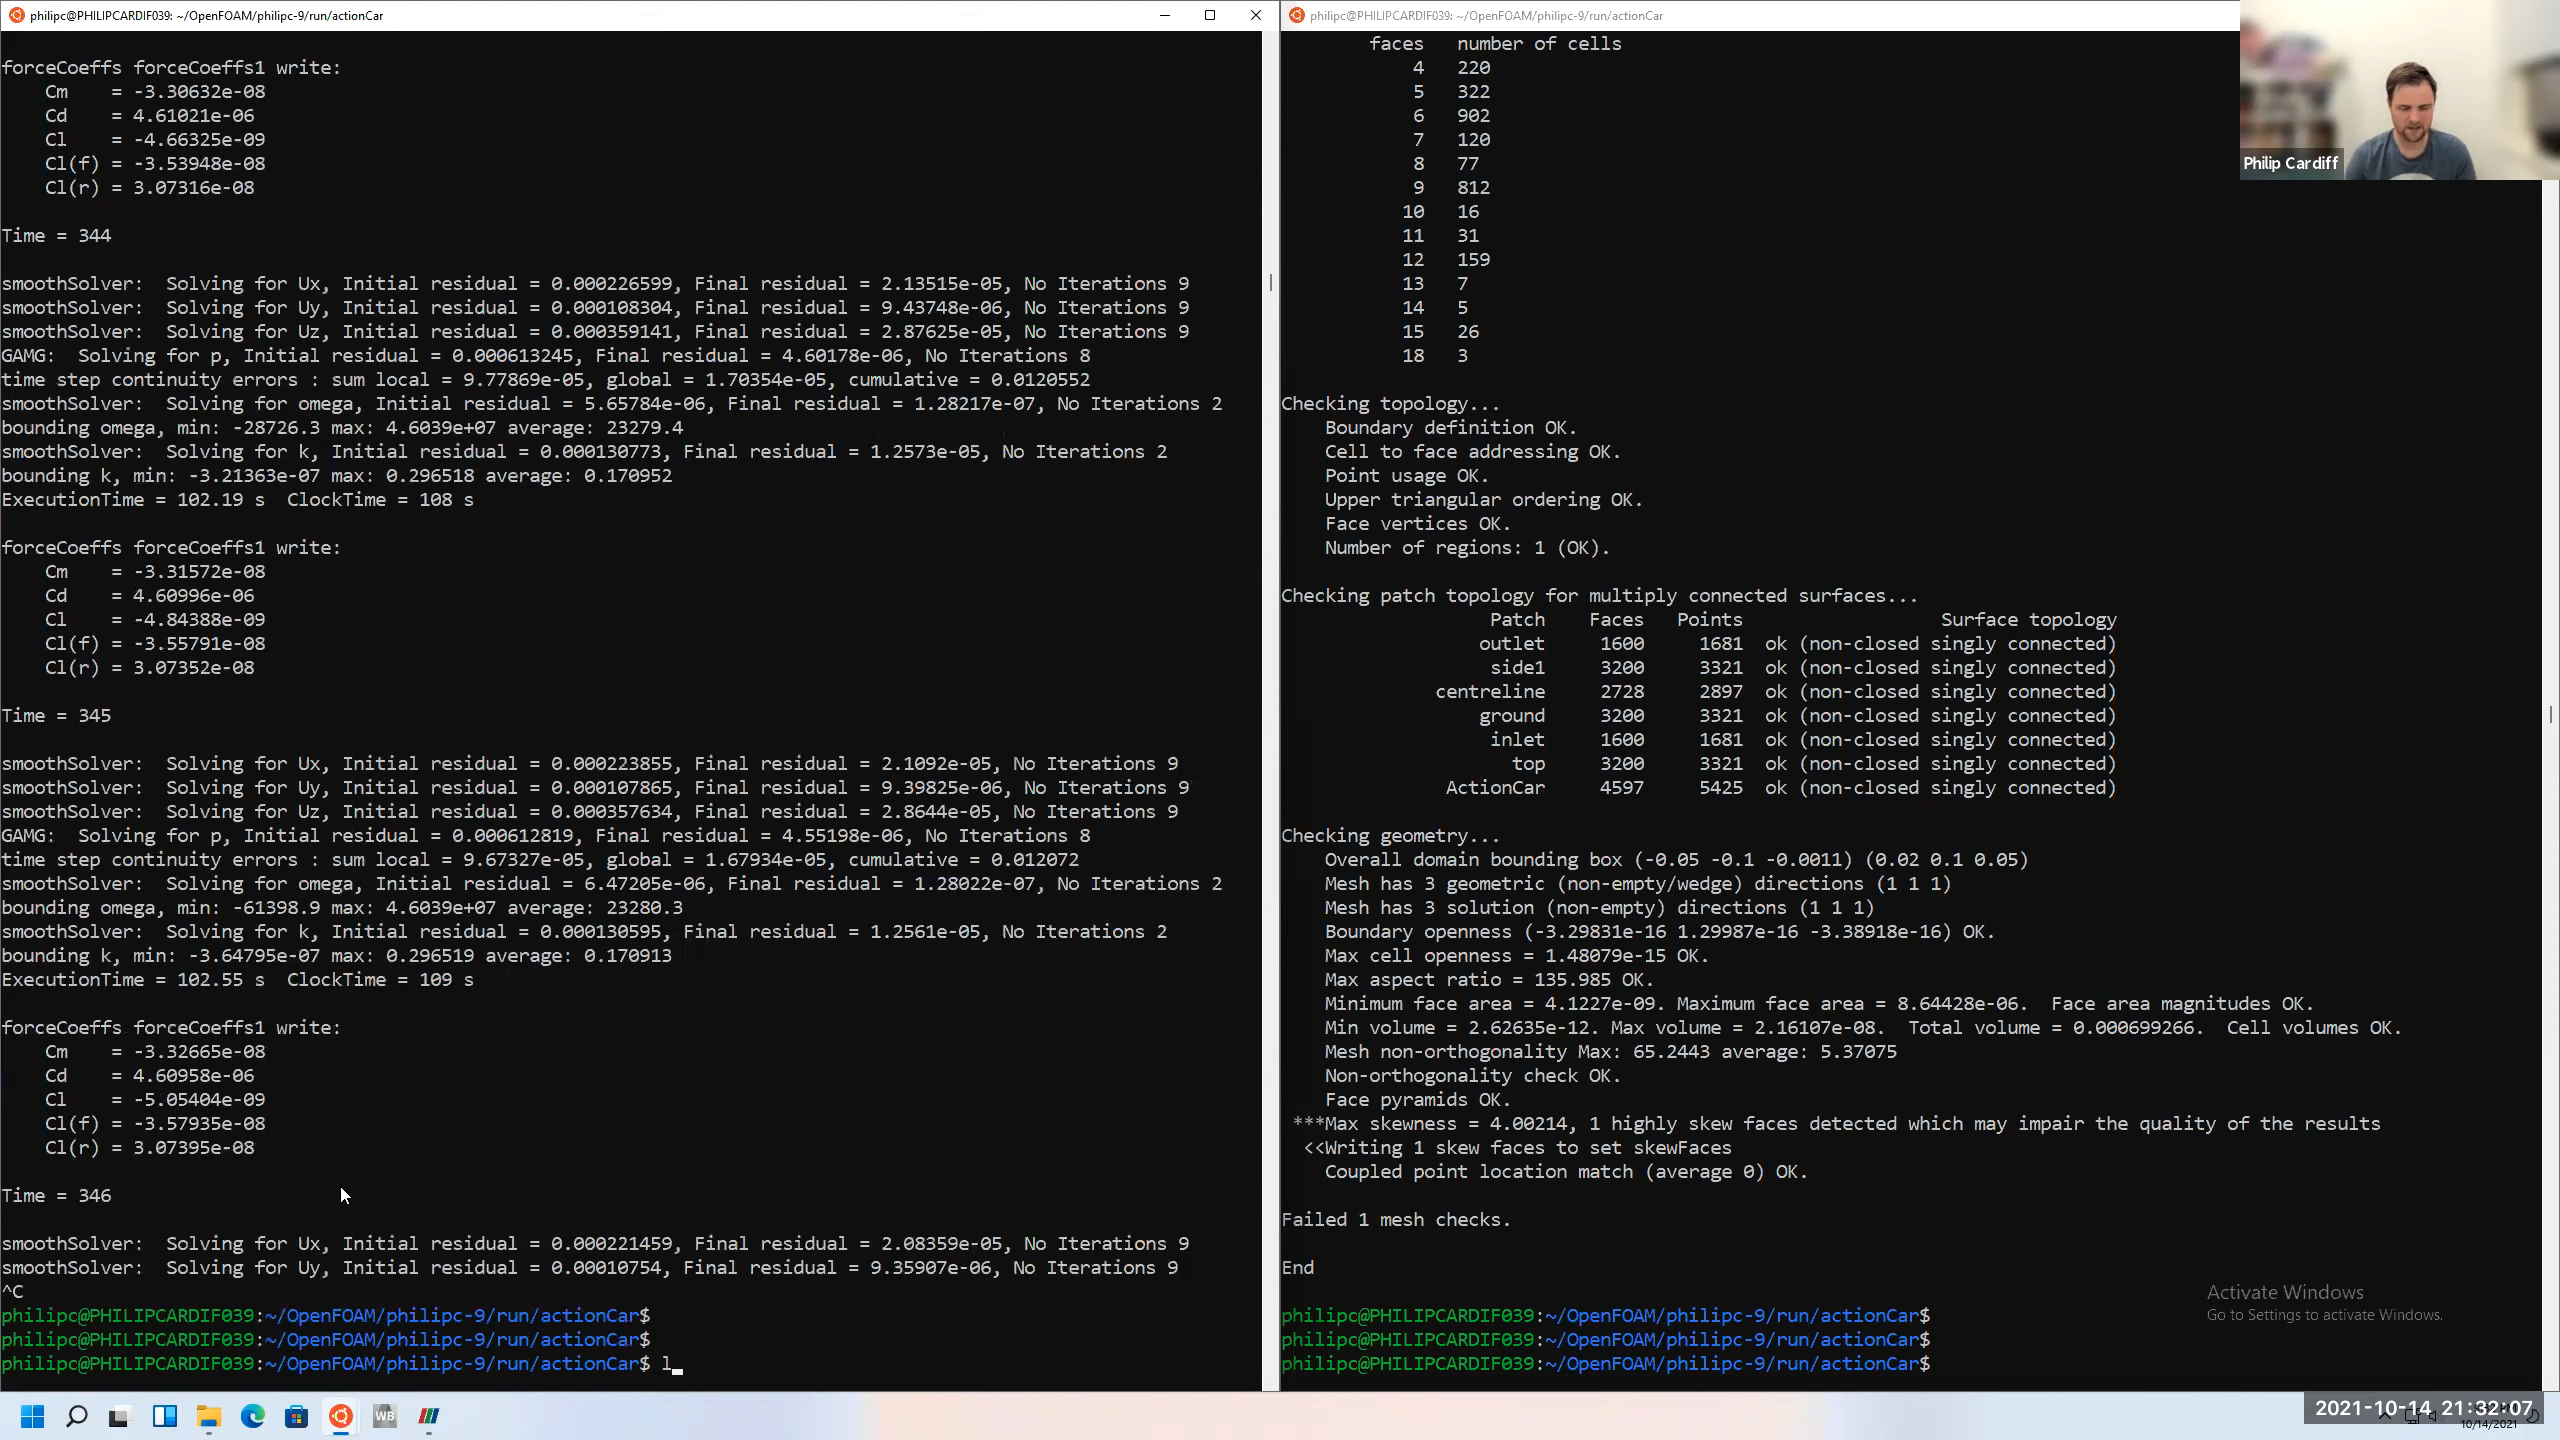 philipc@PHILIPCARDIF039: ~/OpenFOAM/philipc-9/run/actionCar
forceCoeffs forceCoeffs1 write:
Cm = -3.30632e-08
Cd = 4.61021e-06
Cl = -4.66325e-09
Cl(f) = -3.53948e-08
Cl(r) = 3.07316e-08
Time = 344
smoothSolver: Solving for Ux, Initial residual = 0.000226599, Final residual = 2.13515e-05, No Iterations 9
smoothSolver: Solving for Uy, Initial residual = 0.000108304, Final residual = 9.43748e-06, No Iterations 9
smoothSolver: Solving for Uz, Initial residual = 0.000359141, Final residual = 2.87625e-05, No Iterations 9
GAMG: Solving for p, Initial residual = 0.000613245, Final residual = 4.60178e-06, No Iterations 8
time step continuity errors : sum local = 9.77869e-05, global = 1.70354e-05, cumulative = 0.0120552
smoothSolver: Solving for omega, Initial residual = 5.65784e-06, Final residual = 1.28217e-07, No Iterations 2
bounding omega, min: -28726.3 max: 4.6039e+07 average: 23279.4
smoothSolver: Solving for k, Initial residual = 0.000130773, Final residual = 1.2573e-05, No Iterations 2
bounding k, min: -3.21363e-07 max: 0.296518 average: 0.170952
ExecutionTime = 102.19 s ClockTime = 108 s
forceCoeffs forceCoeffs1 write:
Cm = -3.31572e-08
Cd = 4.60996e-06
Cl = -4.84388e-09
Cl(f) = -3.55791e-08
Cl(r) = 3.07352e-08
Time = 345
smoothSolver: Solving for Ux, Initial residual = 0.000223855, Final residual = 2.1092e-05, No Iterations 9
smoothSolver: Solving for Uy, Initial residual = 0.000107865, Final residual = 9.39825e-06, No Iterations 9
smoothSolver: Solving for Uz, Initial residual = 0.000357634, Final residual = 2.8644e-05, No Iterations 9
GAMG: Solving for p, Initial residual = 0.000612819, Final residual = 4.55198e-06, No Iterations 8
time step continuity errors : sum local = 9.67327e-05, global = 1.67934e-05, cumulative = 0.012072
smoothSolver: Solving for omega, Initial residual = 6.47205e-06, Final residual = 1.28022e-07, No Iterations 2
bounding omega, min: -61398.9 max: 4.6039e+07 average: 23280.3
smoothSolver: Solving for k, Initial residual = 0.000130595, Final residual = 1.2561e-05, No Iterations 2
bounding k, min: -3.64795e-07 max: 0.296519 average: 0.170913
ExecutionTime = 102.55 s ClockTime = 109 s
forceCoeffs forceCoeffs1 write:
Cm = -3.32665e-08
Cd = 4.60958e-06
Cl = -5.05404e-09
Cl(f) = -3.57935e-08
Cl(r) = 3.07395e-08
Time = 346
smoothSolver: Solving for Ux, Initial residual = 0.000221459, Final residual = 2.08359e-05, No Iterations 9
smoothSolver: Solving for Uy, Initial residual = 0.00010754, Final residual = 9.35907e-06, No Iterations 9
^C
philipc@PHILIPCARDIF039:~/OpenFOAM/philipc-9/run/actionCar$
philipc@PHILIPCARDIF039:~/OpenFOAM/philipc-9/run/actionCar$
philipc@PHILIPCARDIF039:~/OpenFOAM/philipc-9/run/actionCar$ l_
philipc@PHILIPCARDIF039: ~/OpenFOAM/philipc-9/run/actionCar
faces number of cells
4 220
5 322
6 902
7 120
8 77
9 812
10 16
11 31
12 159
13 7
14 5
15 26
18 3
Checking topology...
Boundary definition OK.
Cell to face addressing OK.
Point usage OK.
Upper triangular ordering OK.
Face vertices OK.
Number of regions: 1 (OK).
Checking patch topology for multiply connected surfaces...
Patch Faces Points Surface topology
outlet 1600 1681 ok (non-closed singly connected)
side1 3200 3321 ok (non-closed singly connected)
centreline 2728 2897 ok (non-closed singly connected)
ground 3200 3321 ok (non-closed singly connected)
inlet 1600 1681 ok (non-closed singly connected)
top 3200 3321 ok (non-closed singly connected)
ActionCar 4597 5425 ok (non-closed singly connected)
Checking geometry...
Overall domain bounding box (-0.05 -0.1 -0.0011) (0.02 0.1 0.05)
Mesh has 3 geometric (non-empty/wedge) directions (1 1 1)
Mesh has 3 solution (non-empty) directions (1 1 1)
Boundary openness (-3.29831e-16 1.29987e-16 -3.38918e-16) OK.
Max cell openness = 1.48079e-15 OK.
Max aspect ratio = 135.985 OK.
Minimum face area = 4.1227e-09. Maximum face area = 8.64428e-06. Face area magnitudes OK.
Min volume = 2.62635e-12. Max volume = 2.16107e-08. Total volume = 0.000699266. Cell volumes OK.
Mesh non-orthogonality Max: 65.2443 average: 5.37075
Non-orthogonality check OK.
Face pyramids OK.
***Max skewness = 4.00214, 1 highly skew faces detected which may impair the quality of the results
<<Writing 1 skew faces to set skewFaces
Coupled point location match (average 0) OK.
Failed 1 mesh checks.
End
philipc@PHILIPCARDIF039:~/OpenFOAM/philipc-9/run/actionCar$
philipc@PHILIPCARDIF039:~/OpenFOAM/philipc-9/run/actionCar$
philipc@PHILIPCARDIF039:~/OpenFOAM/philipc-9/run/actionCar$
Philip Cardiff
Activate Windows
Go to Settings to activate Windows.
WB
2021-10-14 21:32:07
10/14/2021